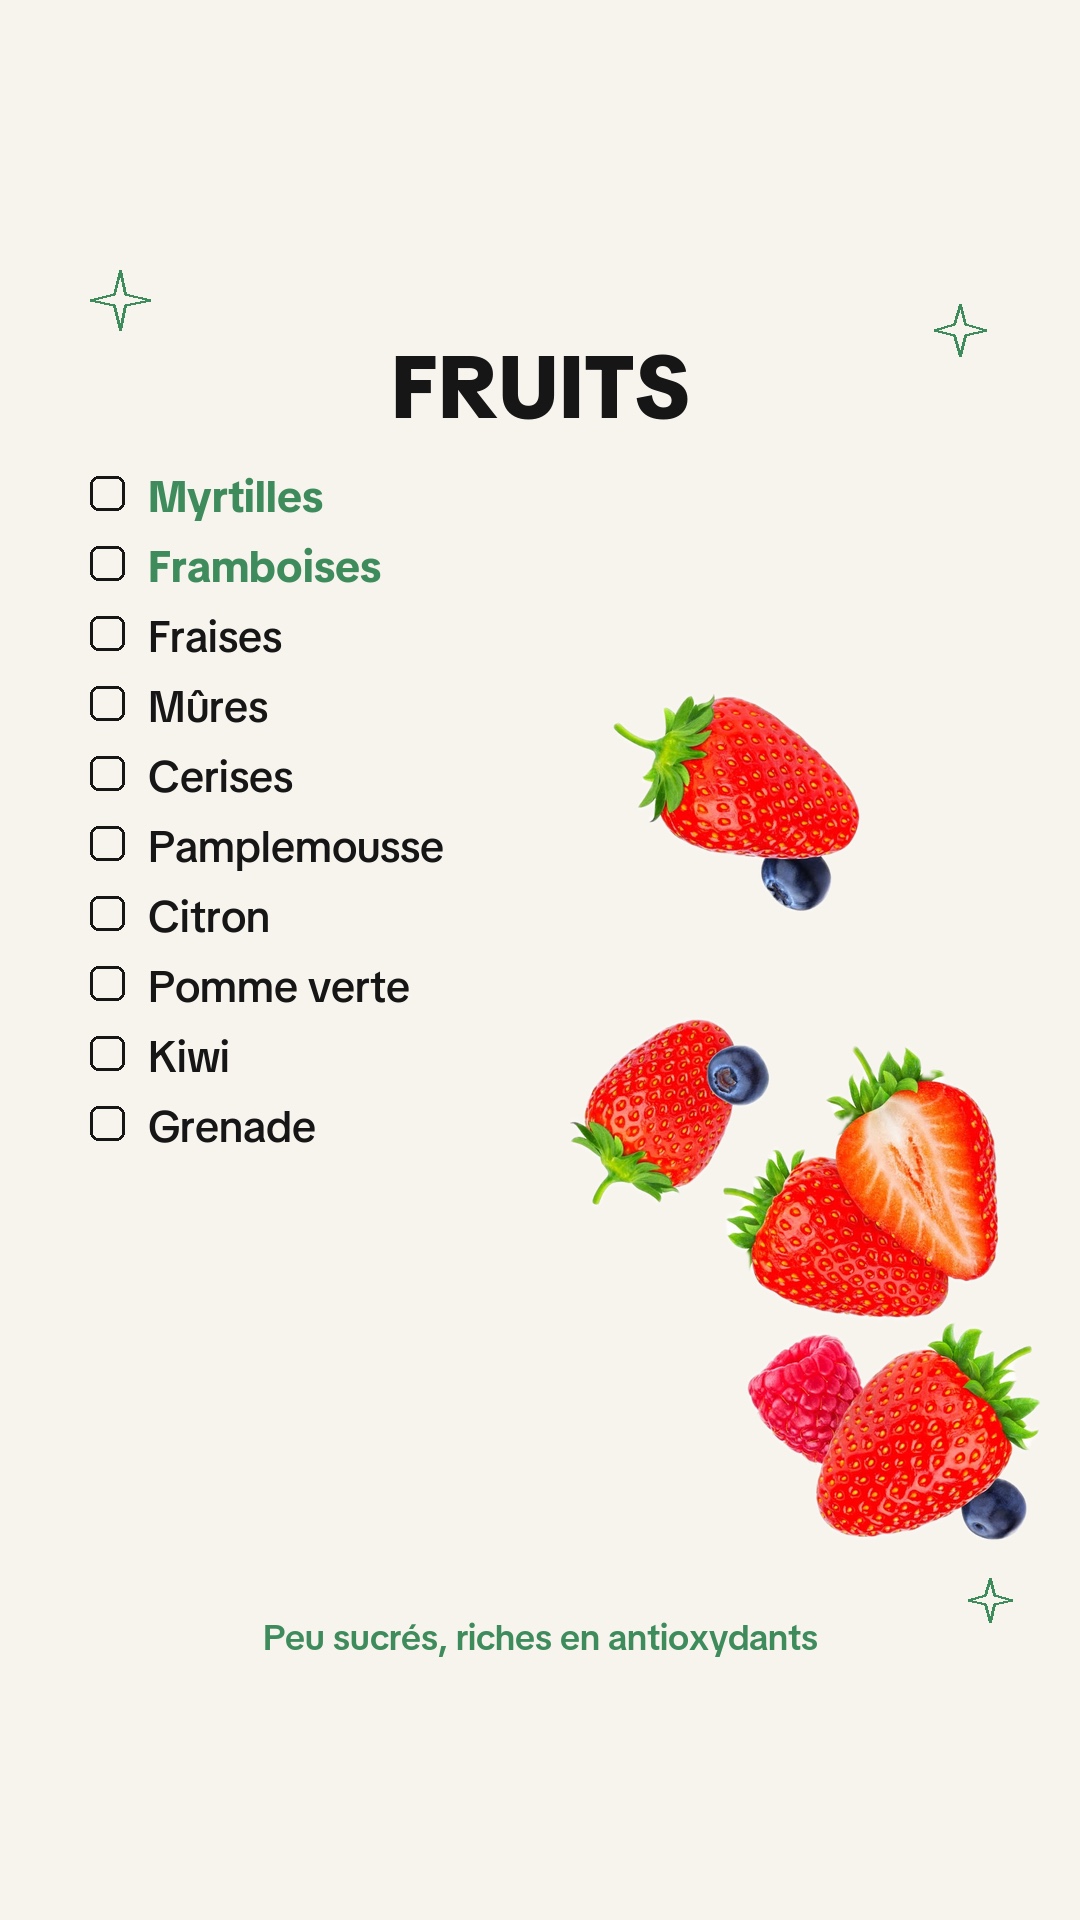 FRUITS
Myrtilles
Framboises
Fraises
Mûres
Cerises
Pamplemousse
Citron
Pomme verte
Kiwi
Grenade
Peu sucrés, riches en antioxydants